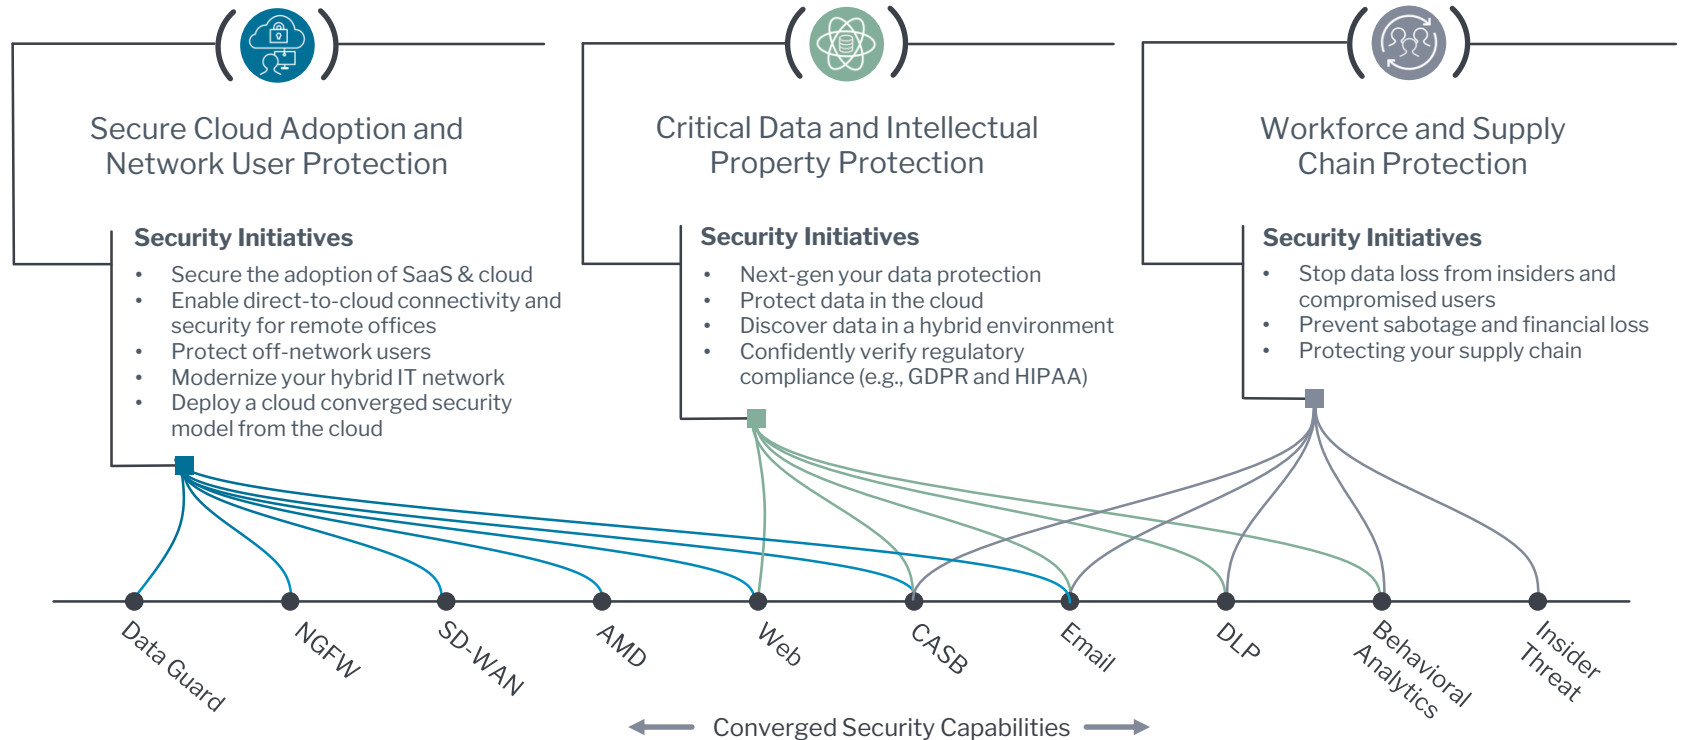 Secure Cloud Adoption and
Network User Protection
Security Initiatives
• Secure the adoption of SaaS & cloud
• Enable direct-to-cloud connectivity and
security for remote offices
• Protect off-network users
• Modernize your hybrid IT network
• Deploy a cloud converged security
model from the cloud
Critical Data and Intellectual
Property Protection
Security Initiatives
• Next-gen your data protection
• Protect data in the cloud
• Discover data in a hybrid environment
• Confidently verify regulatory
compliance (e.g., GDPR and HIPAA)
Workforce and Supply
Chain Protection
Security Initiatives
• Stop data loss from insiders and
compromised users
• Prevent sabotage and financial loss
• Protecting your supply chain
Data Guard
NGFW
SD-WAN
AMD
Web
CASB
Email
DLP
Behavioral
Analytics
Insider
Threat
Converged Security Capabilities